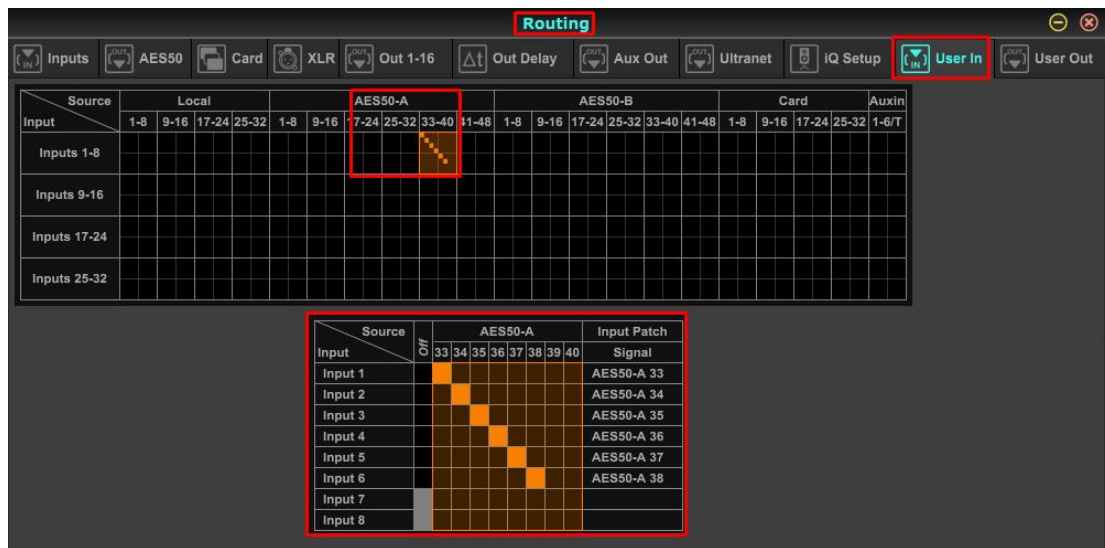 Routing
Inputs AES50 Card XLR Out 1-16 Out Delay Aux Out Ultranet iQ Setup User In User Out
Source Local AES50-A AES50-B Card Auxin
Input 1-8 9-16 17-24 25-32 1-8 9-16 17-24 25-32 33-40 41-48 1-8 9-16 17-24 25-32 33-40 41-48 1-8 9-16 17-24 25-32 1-6/T
Inputs 1-8
Inputs 9-16
Inputs 17-24
Inputs 25-32
Source Off AES50-A Input Patch
Input 33 34 35 36 37 38 39 40 Signal
Input 1 AES50-A 33
Input 2 AES50-A 34
Input 3 AES50-A 35
Input 4 AES50-A 36
Input 5 AES50-A 37
Input 6 AES50-A 38
Input 7
Input 8